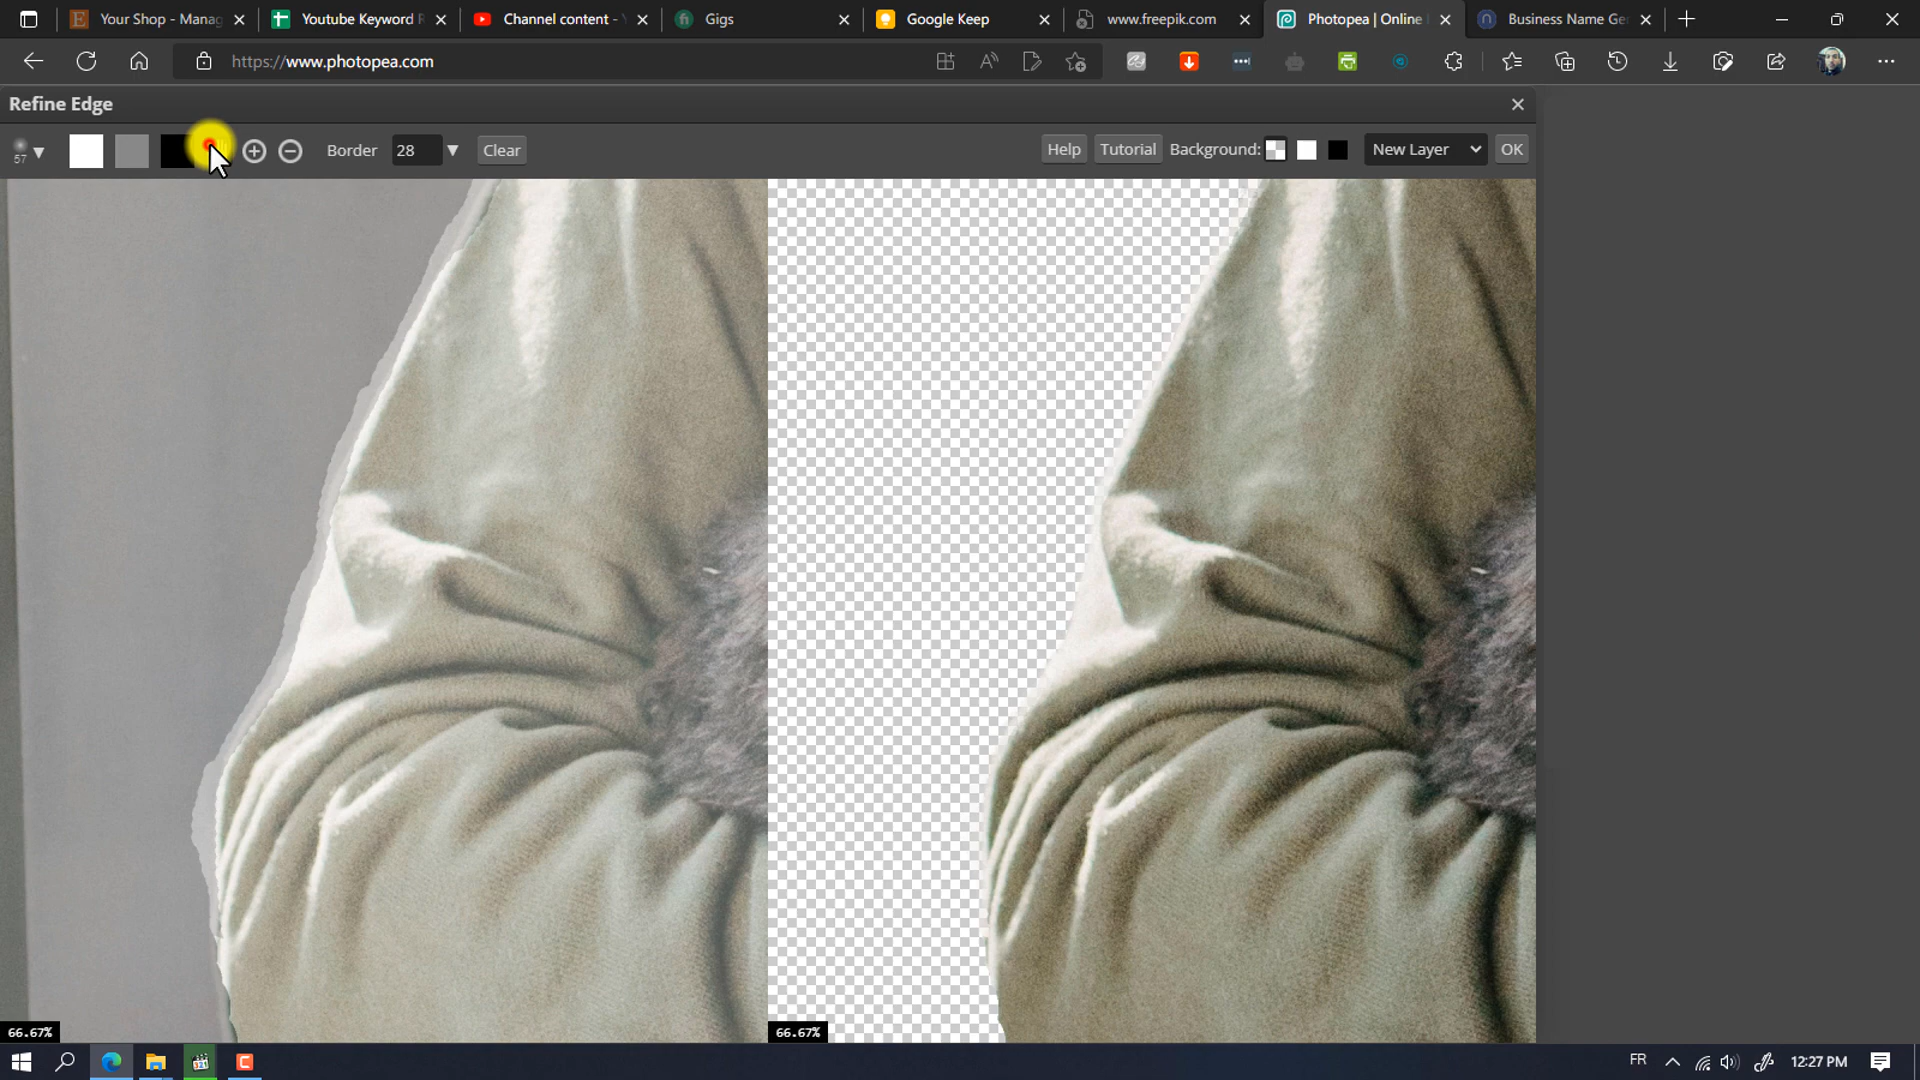 Your Shop - Manag
Youtube Keyword R
Channel content - Y
Gigs
Google Keep
www.freepik.com
Photopea | Online
Business Name Ge
https://www.photopea.com
Refine Edge
57
Border
28
Clear
Help
Tutorial
Background:
New Layer
OK
66.67%
66.67%
FR
12:27 PM